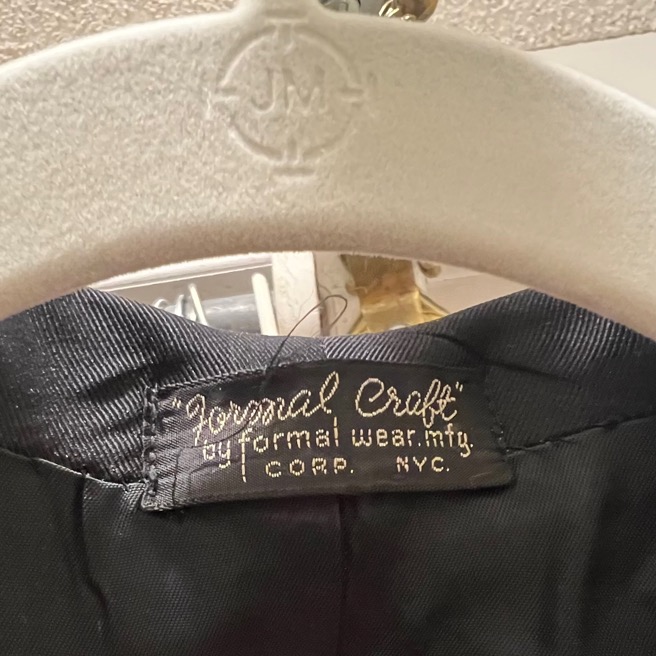 JM
"Formal Craft"
by formal wear.mfg.
CORP. NYC.